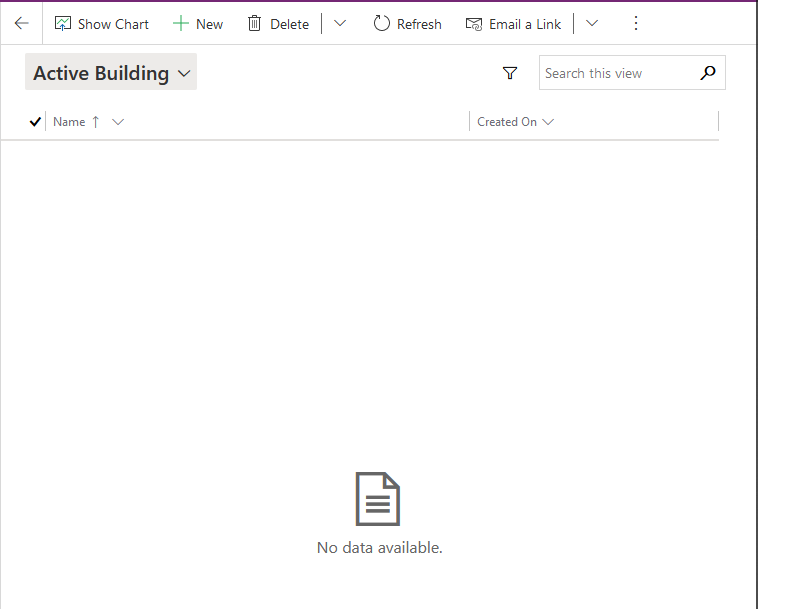 Show Chart New Delete Refresh Email a Link
Active Building Search this view
Name Created On
No data available.